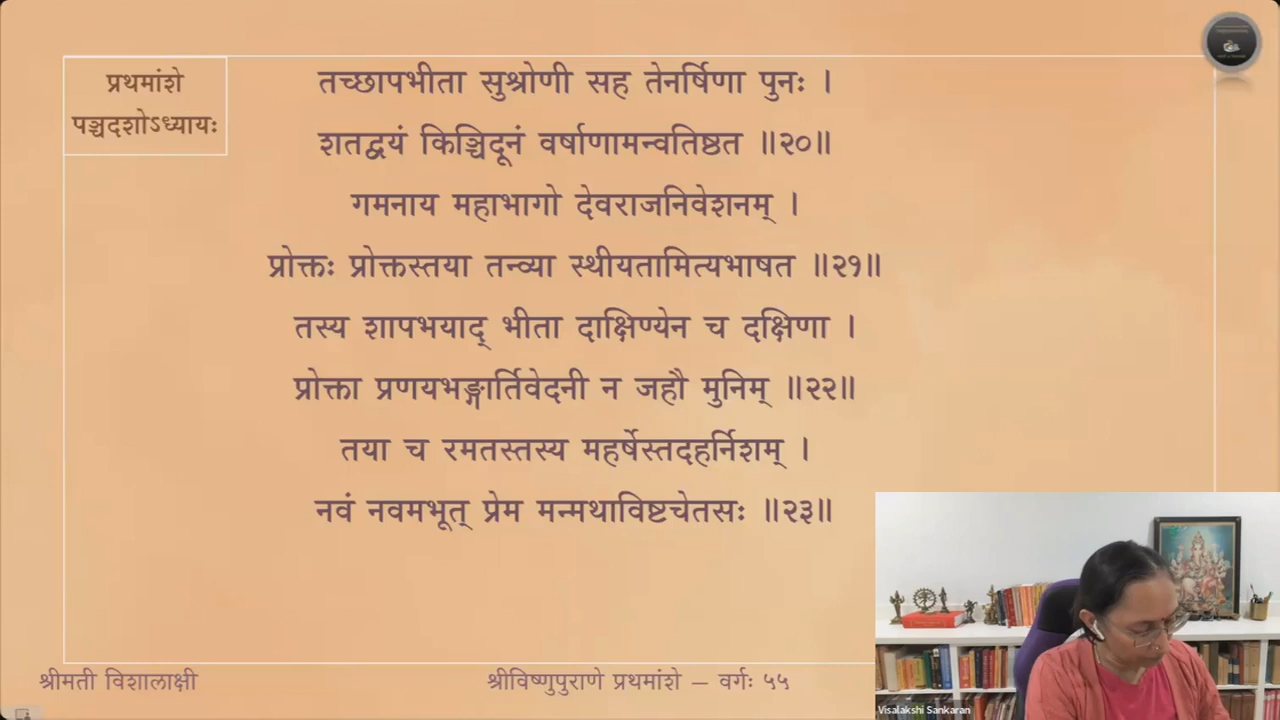 प्रथमांशे
पञ्चदशोऽध्यायः
तच्छापभीता सुश्रोणी सह तेनर्षिणा पुनः ।
शतद्वयं किञ्चिदूनं वर्षाणामन्वतिष्ठत ॥२०॥
गमनाय महाभागो देवराजनिवेशनम् ।
प्रोक्तः प्रोक्तस्तया तन्व्या स्थीयतामित्यभाषत ॥२१॥
तस्य शापभयाद् भीता दाक्षिण्येन च दक्षिणा ।
प्रोक्ता प्रणयभङ्गार्तिवेदनी न जहौ मुनिम् ॥२२॥
तया च रमतस्तस्य महर्षेस्तदहर्निशम् ।
नवं नवमभूत् प्रेम मन्मथाविष्टचेतसः ॥२३॥
श्रीमती विशालाक्षी
श्रीविष्णुपुराणे प्रथमांशे – वर्गः ५५
Visalakshi Sankaran